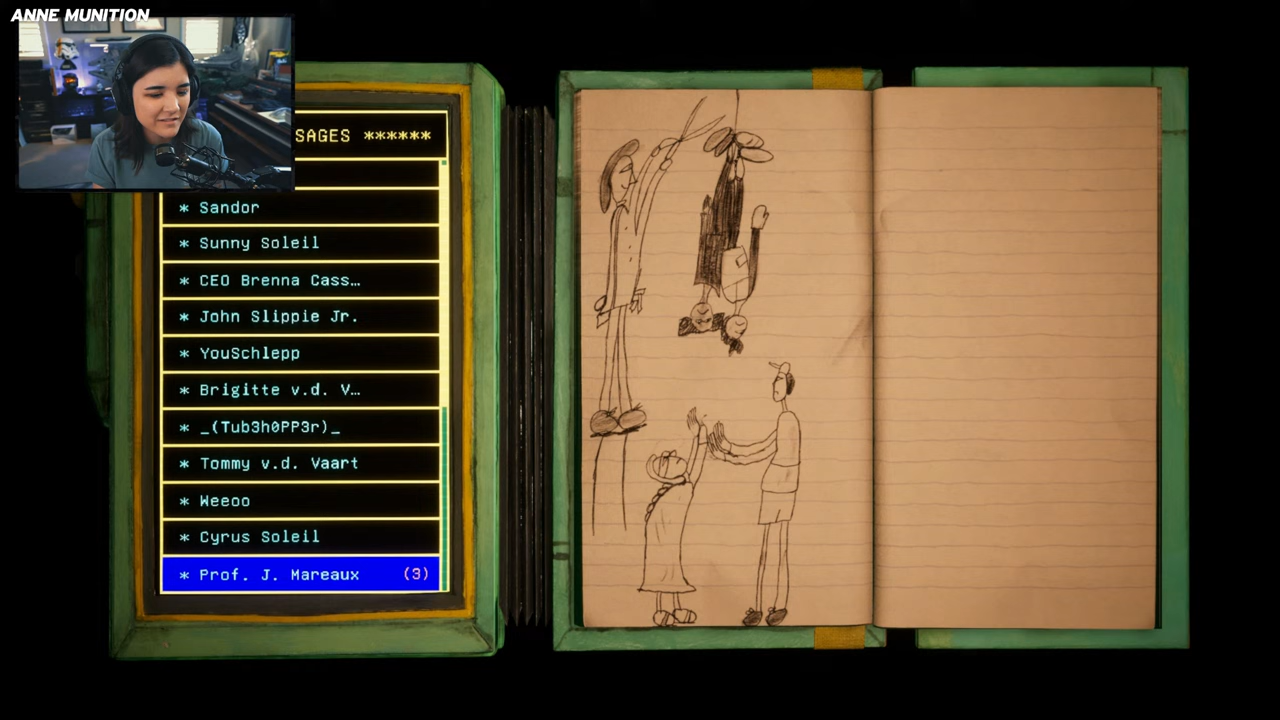 ANNE MUNITION
SAGES ******
* Sandor
* Sunny Soleil
* CEO Brenna Cass…
* John Slippie Jr.
* YouSchlepp
* Brigitte v.d. V…
* _(Tub3h0PP3r)_
* Tommy v.d. Vaart
* Weeoo
* Cyrus Soleil
* Prof. J. Mareaux (3)